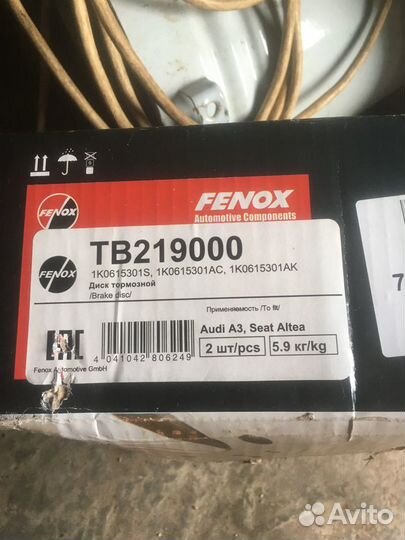 FENOX
FENOX
Automotive Components
FENOX
TB219000
1K0615301S, 1K0615301AC, 1K0615301AK
Диск тормозной
/Brake disc/
Применяемость /To fit/
Audi A3, Seat Altea
2 шт/pcs
5.9 кг/kg
EAC
4 041042 806249
Fenox Automotive GmbH
7
Avito